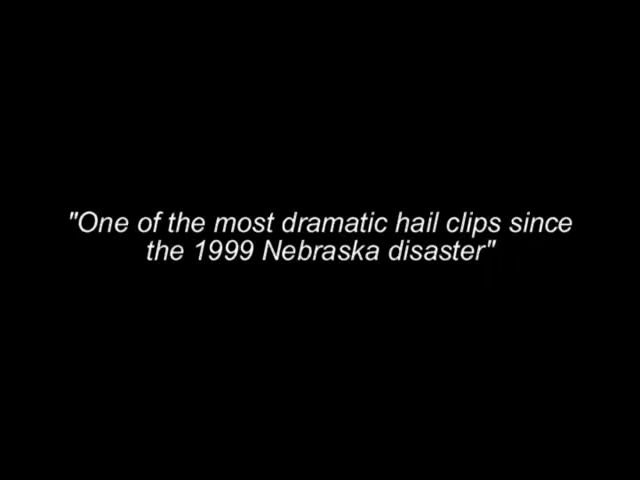 "One of the most dramatic hail clips since
the 1999 Nebraska disaster"